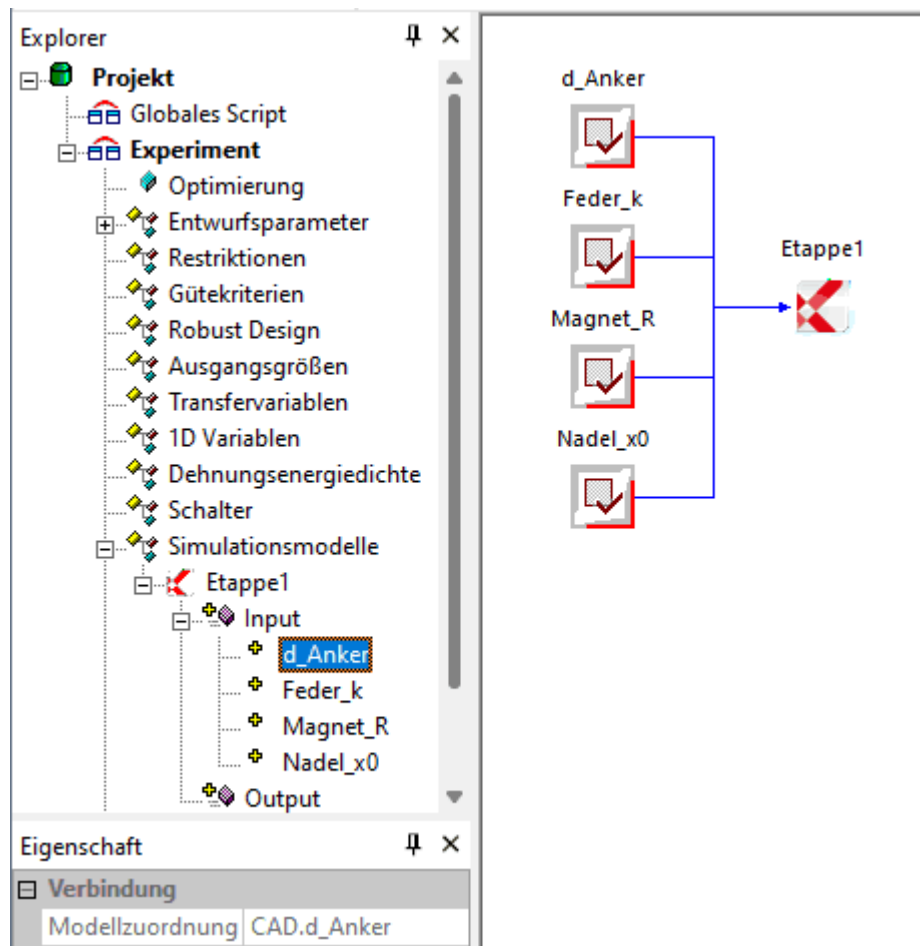 Explorer
Projekt
Globales Script
Experiment
Optimierung
Entwurfsparameter
Restriktionen
Gütekriterien
Robust Design
Ausgangsgrößen
Transfervariablen
1D Variablen
Dehnungsenergiedichte
Schalter
Simulationsmodelle
Etappe1
Input
d_Anker
Feder_k
Magnet_R
Nadel_x0
Output
Eigenschaft
Verbindung
Modellzuordnung CAD.d_Anker
d_Anker
Feder_k
Magnet_R
Nadel_x0
Etappe1